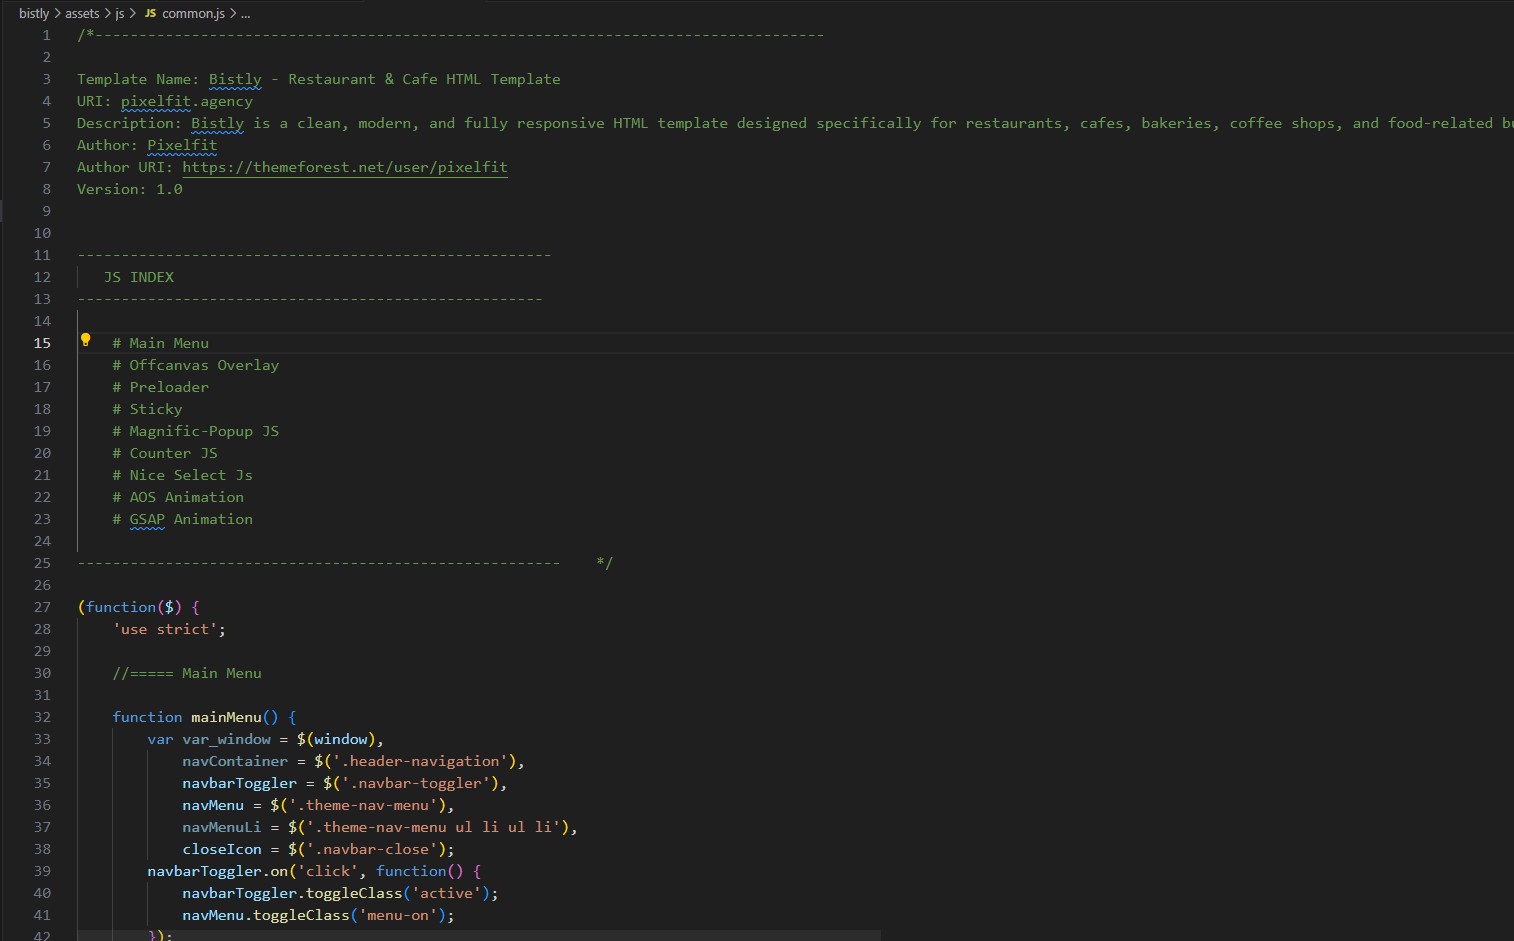 bistly > assets > js > JS common.js > ...
1 /*-----------------------------------------------------------------------------------
2
3 Template Name: Bistly - Restaurant & Cafe HTML Template
4 URI: pixelfit.agency
5 Description: Bistly is a clean, modern, and fully responsive HTML template designed specifically for restaurants, cafes, bakeries, coffee shops, and food-related
6 Author: Pixelfit
7 Author URI: https://themeforest.net/user/pixelfit
8 Version: 1.0
9
10
11 ------------------------------------------------------
12    JS INDEX
13 -----------------------------------------------------
14
15     # Main Menu
16     # Offcanvas Overlay
17     # Preloader
18     # Sticky
19     # Magnific-Popup JS
20     # Counter JS
21     # Nice Select Js
22     # AOS Animation
23     # GSAP Animation
24
25 -------------------------------------------------------    */
26
27 (function($) {
28     'use strict';
29
30     //===== Main Menu
31
32     function mainMenu() {
33         var var_window = $(window),
34             navContainer = $('.header-navigation'),
35             navbarToggler = $('.navbar-toggler'),
36             navMenu = $('.theme-nav-menu'),
37             navMenuLi = $('.theme-nav-menu ul li ul li'),
38             closeIcon = $('.navbar-close');
39         navbarToggler.on('click', function() {
40             navbarToggler.toggleClass('active');
41             navMenu.toggleClass('menu-on');
42         });